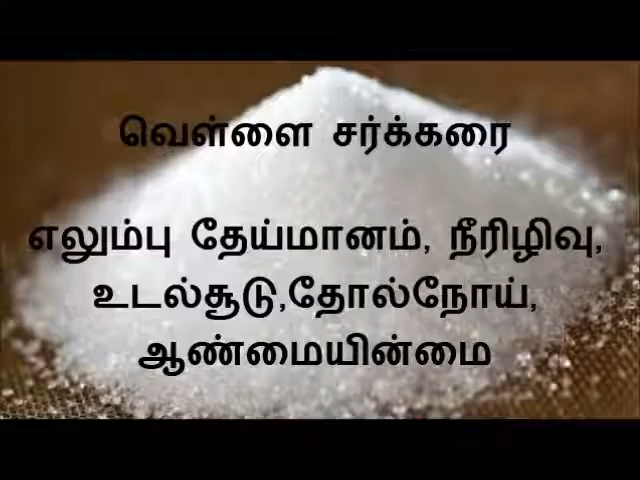 வெள்ளை சர்க்கரை
எலும்பு தேய்மானம், நீரிழிவு,
உடல்சூடு,தோல்நோய்,
ஆண்மையின்மை